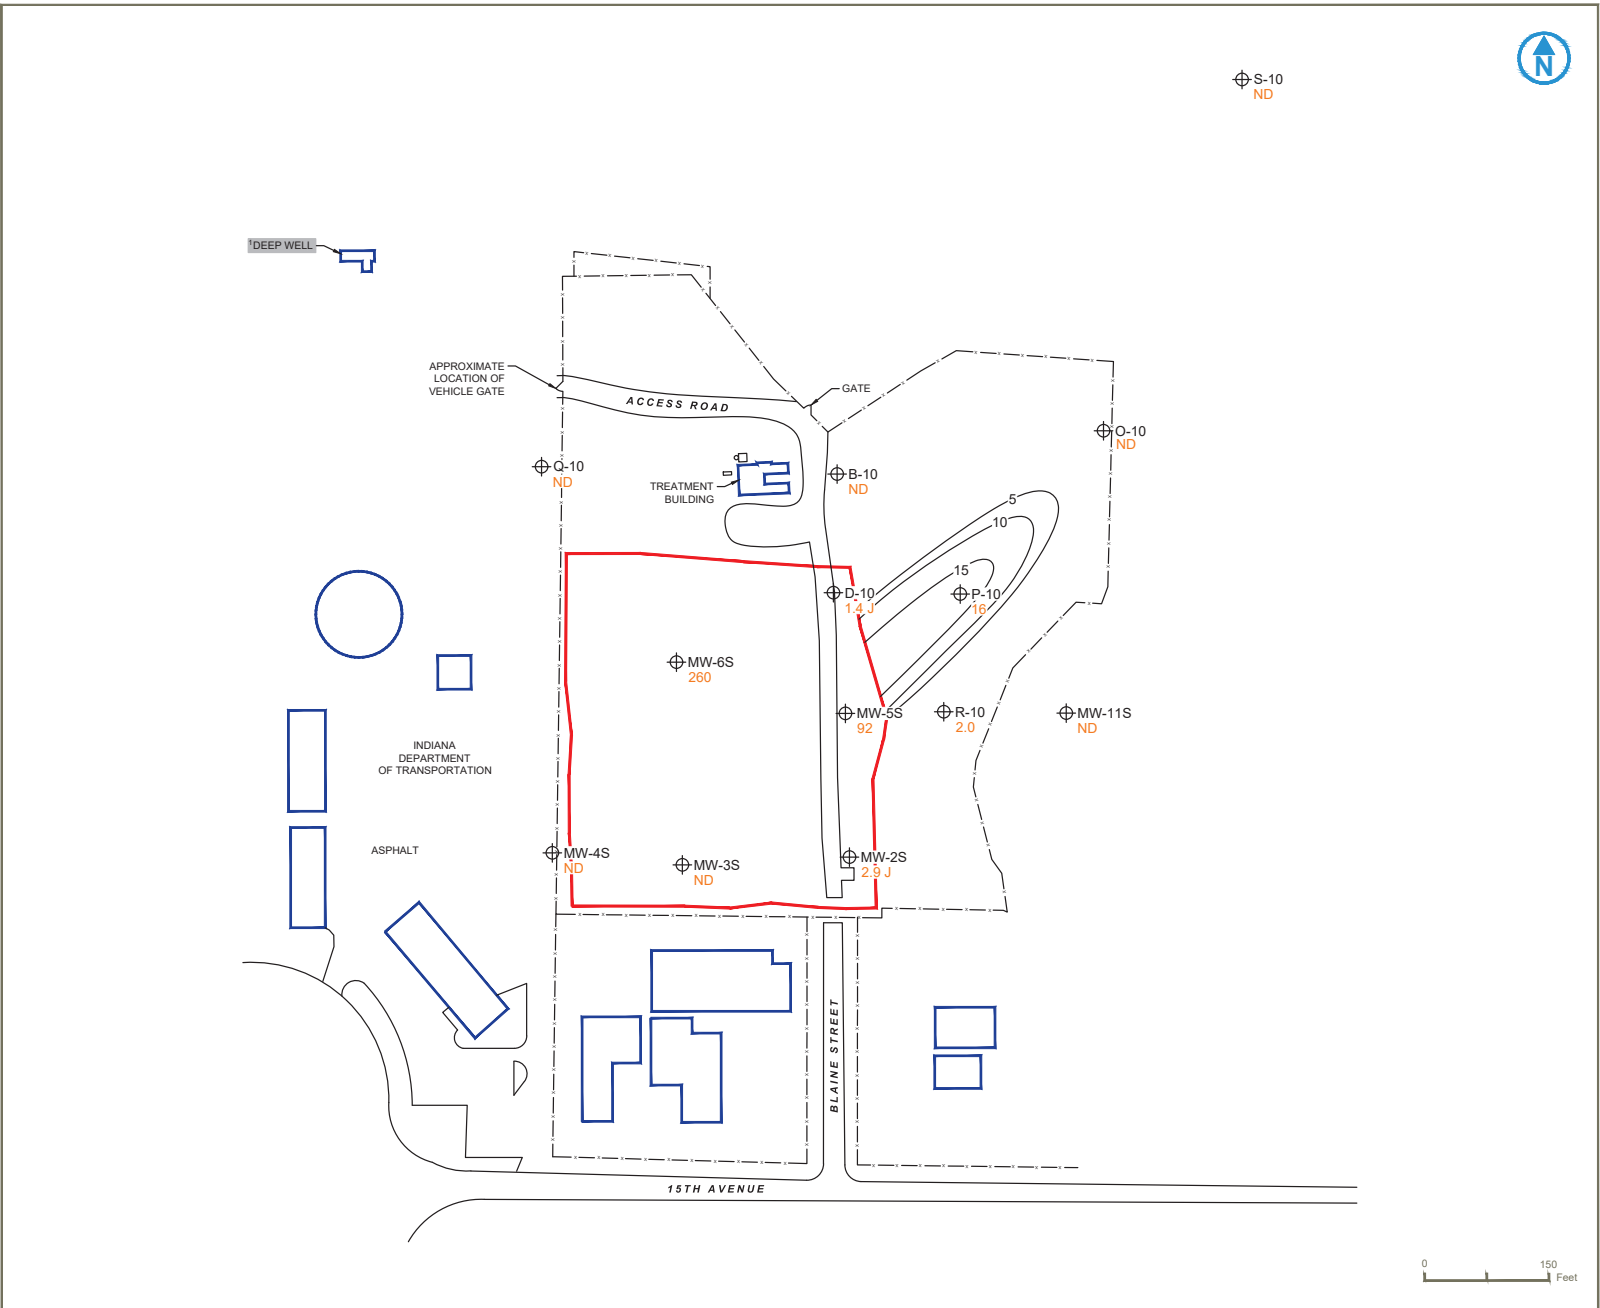 N
S-10
ND
¹DEEP WELL
APPROXIMATE
LOCATION OF
VEHICLE GATE
GATE
ACCESS ROAD
O-10
ND
Q-10
ND
B-10
ND
TREATMENT
BUILDING
5
10
15
D-10
1.4 J
P-10
16
MW-6S
260
MW-5S
92
R-10
2.0
MW-11S
ND
INDIANA
DEPARTMENT
OF TRANSPORTATION
ASPHALT
MW-4S
ND
MW-3S
ND
MW-2S
2.9 J
BLAINE STREET
15TH AVENUE
0
150
Feet